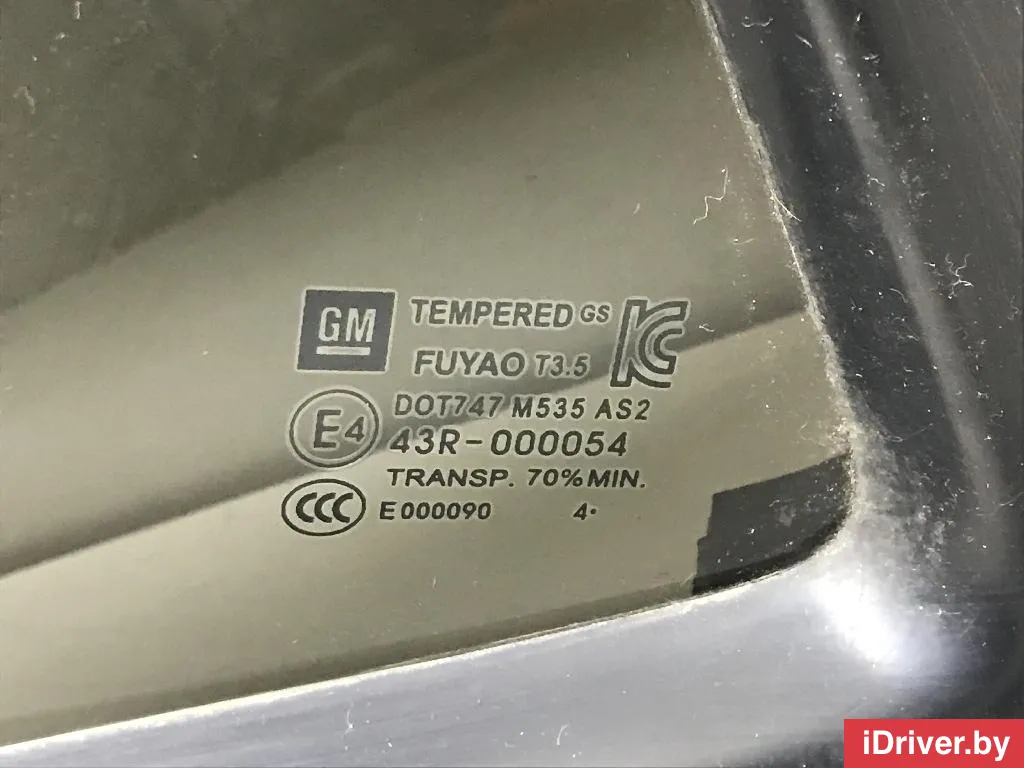 GM
TEMPERED GS
FUYAO T3.5
KC
DOT747 M535 AS2
E4
43R-000054
TRANSP. 70% MIN.
CCC
E000090 4.
iDriver.by